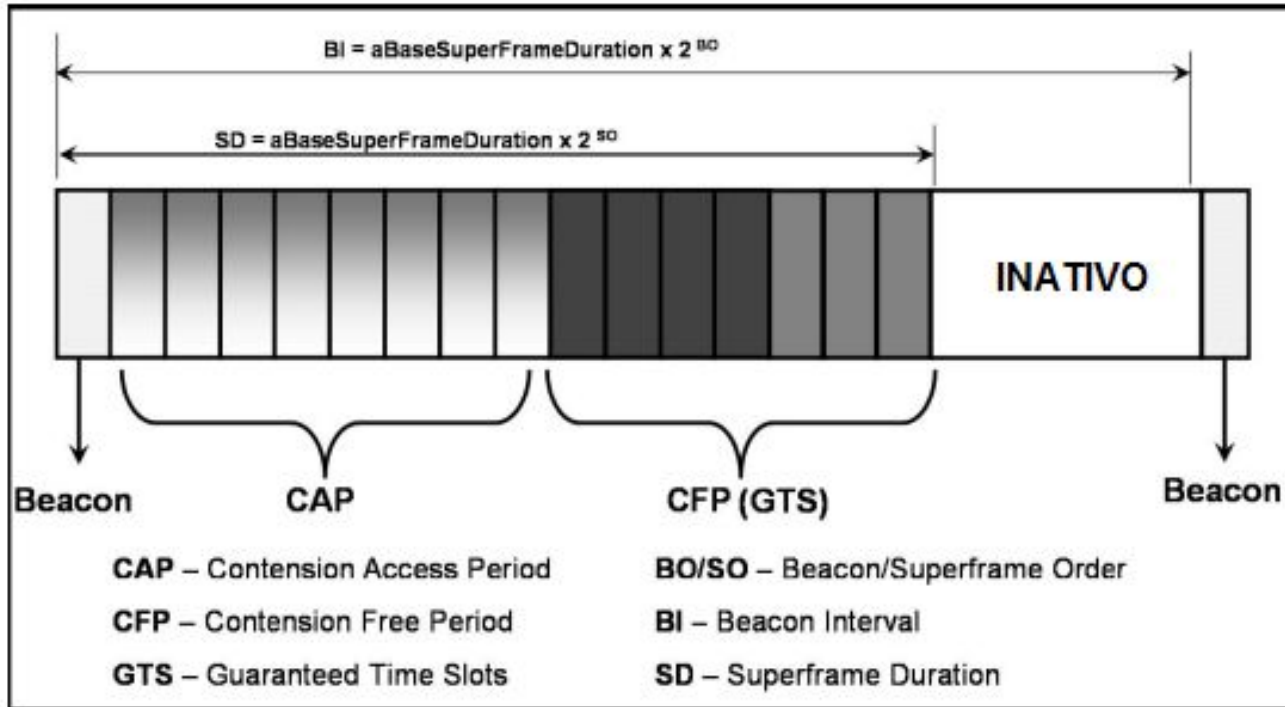 BI = aBaseSuperFrameDuration x 2 BO
SD = aBaseSuperFrameDuration x 2 SO
INATIVO
Beacon CAP CFP (GTS) Beacon
CAP – Contension Access Period
BO/SO – Beacon/Superframe Order
CFP – Contension Free Period
BI – Beacon Interval
GTS – Guaranteed Time Slots
SD – Superframe Duration